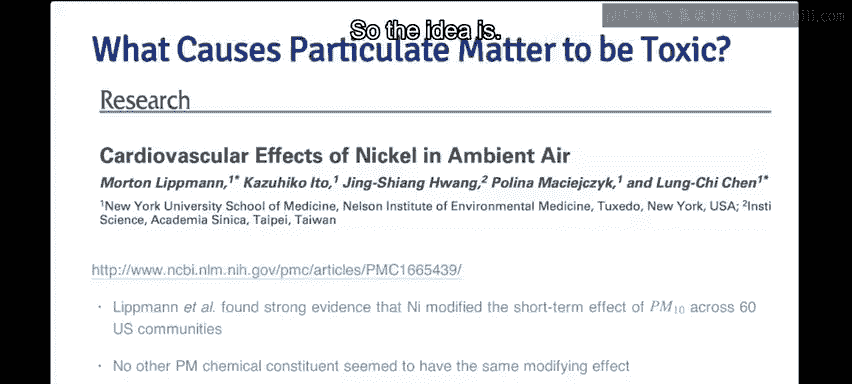 So the idea is.
What Causes Particulate Matter to be Toxic?
Research
Cardiovascular Effects of Nickel in Ambient Air
Morton Lippmann,1* Kazuhiko Ito,1 Jing-Shiang Hwang,2 Polina Maciejczyk,1 and Lung-Chi Chen1*
1New York University School of Medicine, Nelson Institute of Environmental Medicine, Tuxedo, New York, USA; 2Insti
Science, Academia Sinica, Taipei, Taiwan
http://www.ncbi.nlm.nih.gov/pmc/articles/PMC1665439/
· Lippmann et al. found strong evidence that Ni modified the short-term effect of PM10 across 60
US communities
· No other PM chemical constituent seemed to have the same modifying effect